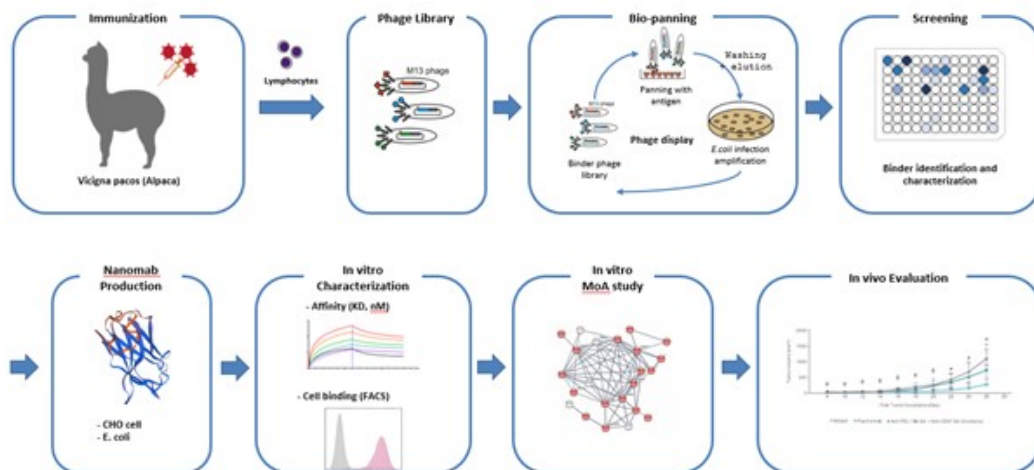 Immunization
Vicigna pacos (Alpaca)
Lymphocytes
Phage Library
M13 phage
Bio-panning
Panning with
antigen
Washing
elution
M13 phage
Binder phage
library
Phage display
E.coli infection
amplification
Screening
Binder identification and
characterization
Nanomab
Production
- CHO cell
- E. coli
In vitro
Characterization
- Affinity (KD, nM)
- Cell binding (FACS)
In vitro
MoA study
In vivo Evaluation